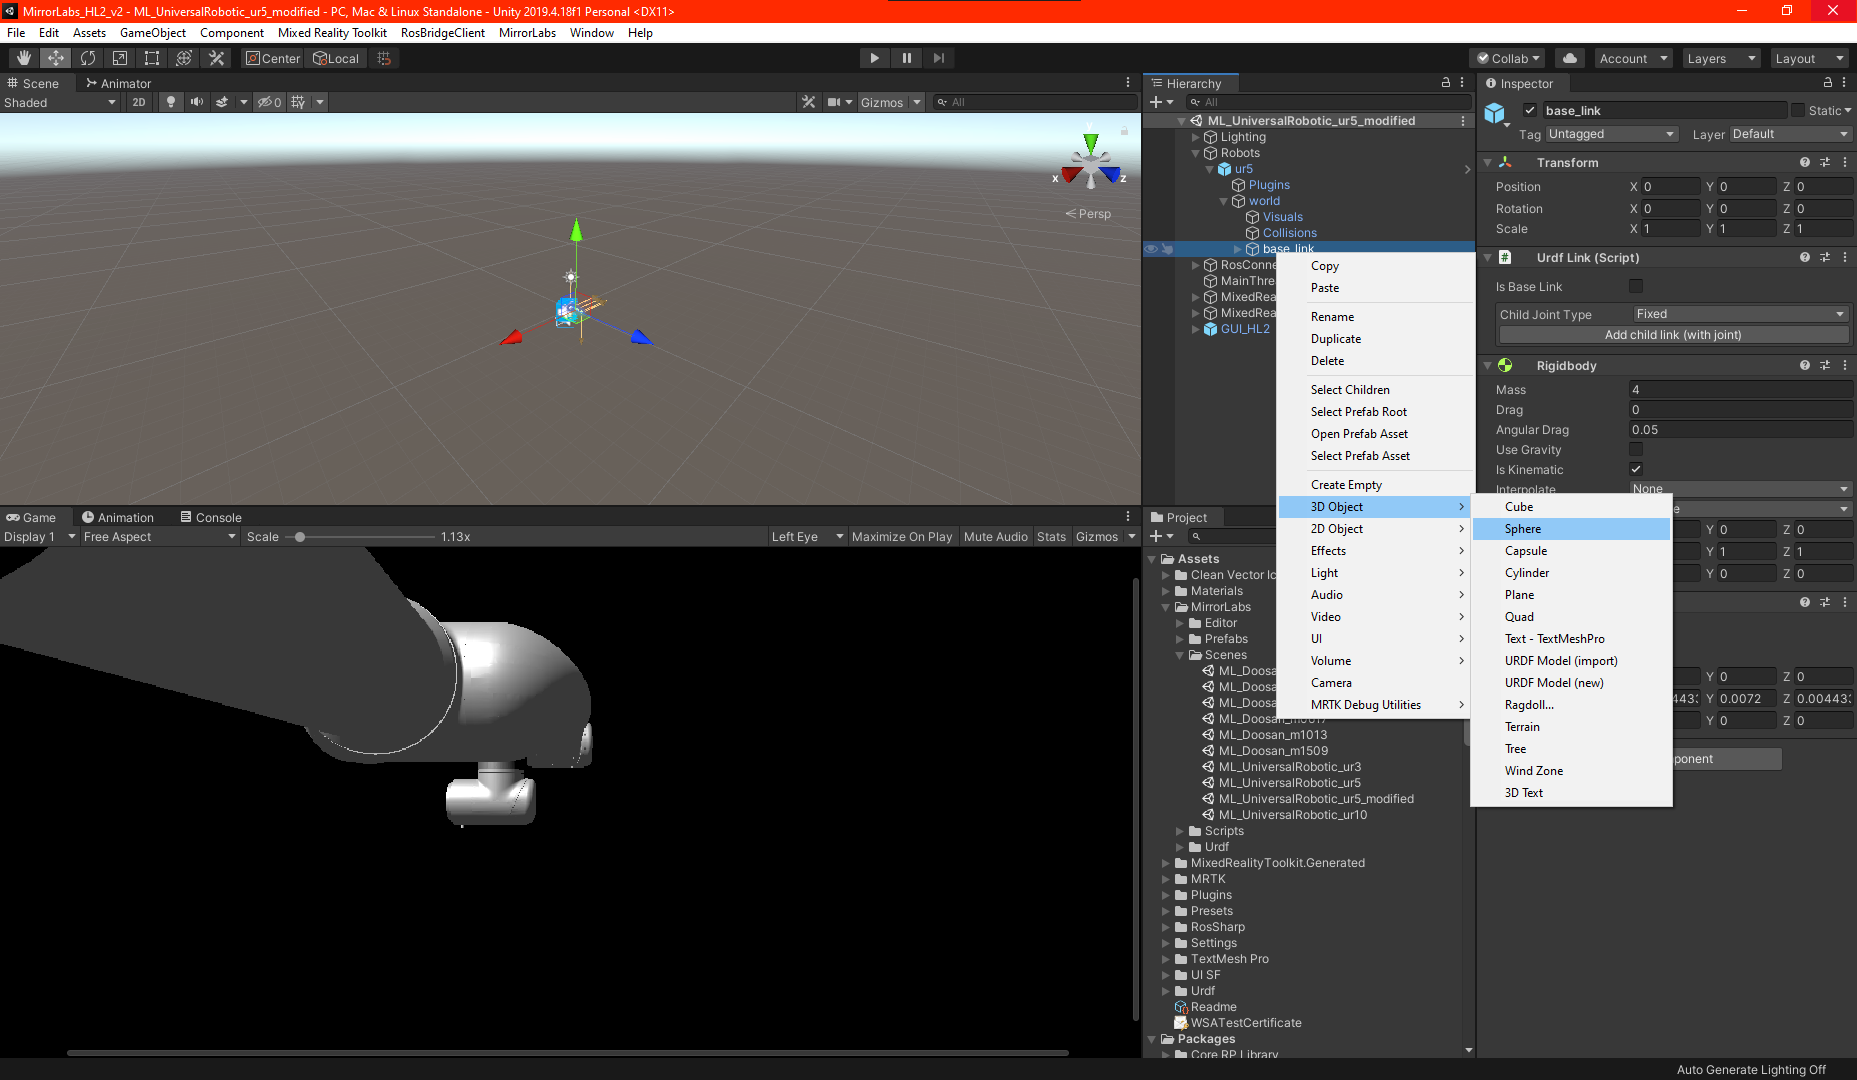 MirrorLabs_HL2_v2 - ML_UniversalRobotic_ur5_modified - PC, Mac & Linux Standalone - Unity 2019.4.18f1 Personal <DX11>
File Edit Assets GameObject Component Mixed Reality Toolkit RosBridgeClient MirrorLabs Window Help
Center Local Collab Account Layers Layout
Scene Animator
Shaded 2D 0 Gizmos All
x z
Persp
Game Animation Console
Display 1 Free Aspect Scale 1.13x Left Eye Maximize On Play Mute Audio Stats Gizmos
Hierarchy
All
ML_UniversalRobotic_ur5_modified
Lighting
Robots
ur5
Plugins
world
Visuals
Collisions
base_link
RosConne
MainThre
MixedRea
MixedRea
GUI_HL2
Copy
Paste
Rename
Duplicate
Delete
Select Children
Select Prefab Root
Open Prefab Asset
Select Prefab Asset
Create Empty
3D Object
2D Object
Effects
Light
Audio
Video
UI
Volume
Camera
MRTK Debug Utilities
Cube
Sphere
Capsule
Cylinder
Plane
Quad
Text - TextMeshPro
URDF Model (import)
URDF Model (new)
Ragdoll...
Terrain
Tree
Wind Zone
3D Text
Project
Assets
Clean Vector Ic
Materials
MirrorLabs
Editor
Prefabs
Scenes
ML_Doosa
ML_Doosa
ML_Doosa
ML_Doosan_m0617
ML_Doosan_m1013
ML_Doosan_m1509
ML_UniversalRobotic_ur3
ML_UniversalRobotic_ur5
ML_UniversalRobotic_ur5_modified
ML_UniversalRobotic_ur10
Scripts
Urdf
MixedRealityToolkit.Generated
MRTK
Plugins
Presets
RosSharp
Settings
TextMesh Pro
UI SF
Urdf
Readme
WSATestCertificate
Packages
Core RP Library
Inspector
base_link Static
Tag Untagged Layer Default
Transform
Position X 0 Y 0 Z 0
Rotation X 0 Y 0 Z 0
Scale X 1 Y 1 Z 1
Urdf Link (Script)
Is Base Link
Child Joint Type Fixed
Add child link (with joint)
Rigidbody
Mass 4
Drag 0
Angular Drag 0.05
Use Gravity
Is Kinematic
Interpolate None
e
Y 0 Z 0
Y 1 Z 1
Y 0 Z 0
Y 0 Z 0
443 Y 0.0072 Z 0.00443
Y 0 Z 0
ponent
Auto Generate Lighting Off